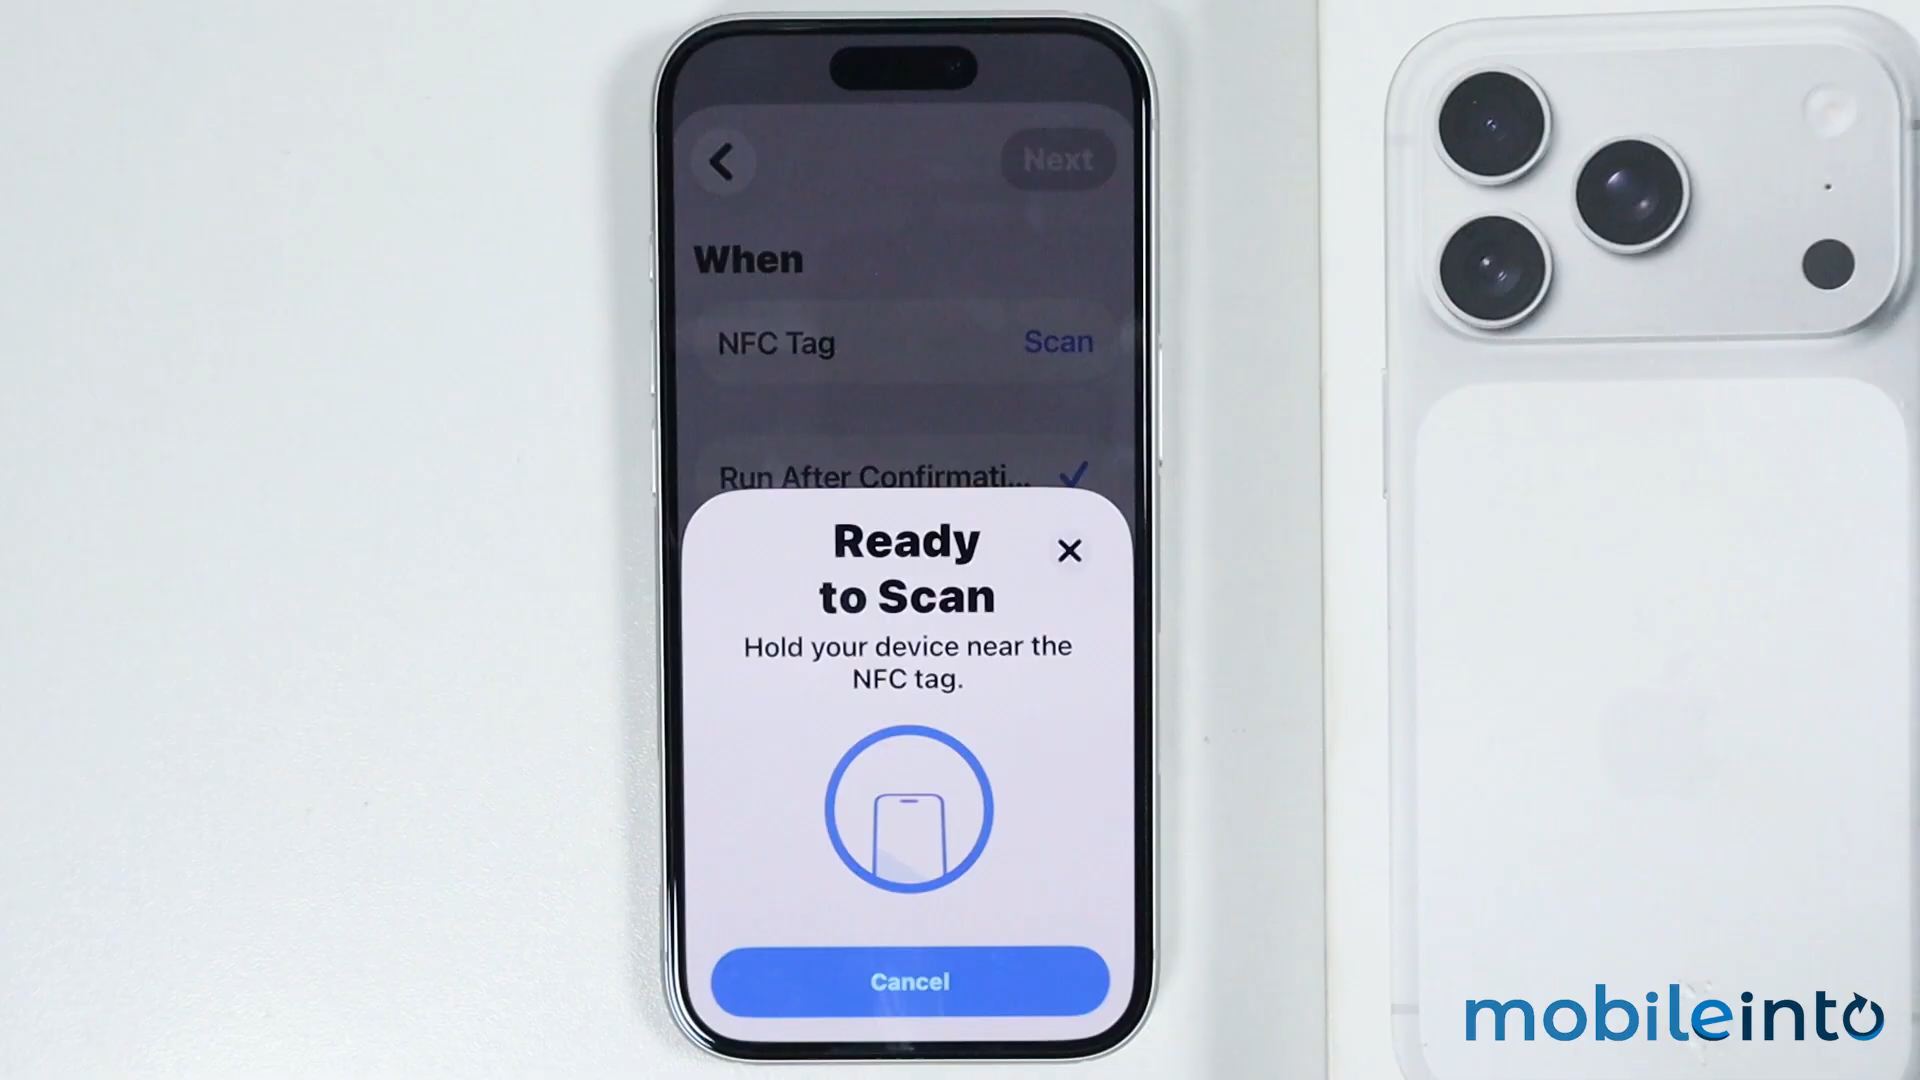 Next
When
NFC Tag
Scan
Run After Confirmati...
Ready
to Scan
Hold your device near the
NFC tag.
Cancel
mobileinto